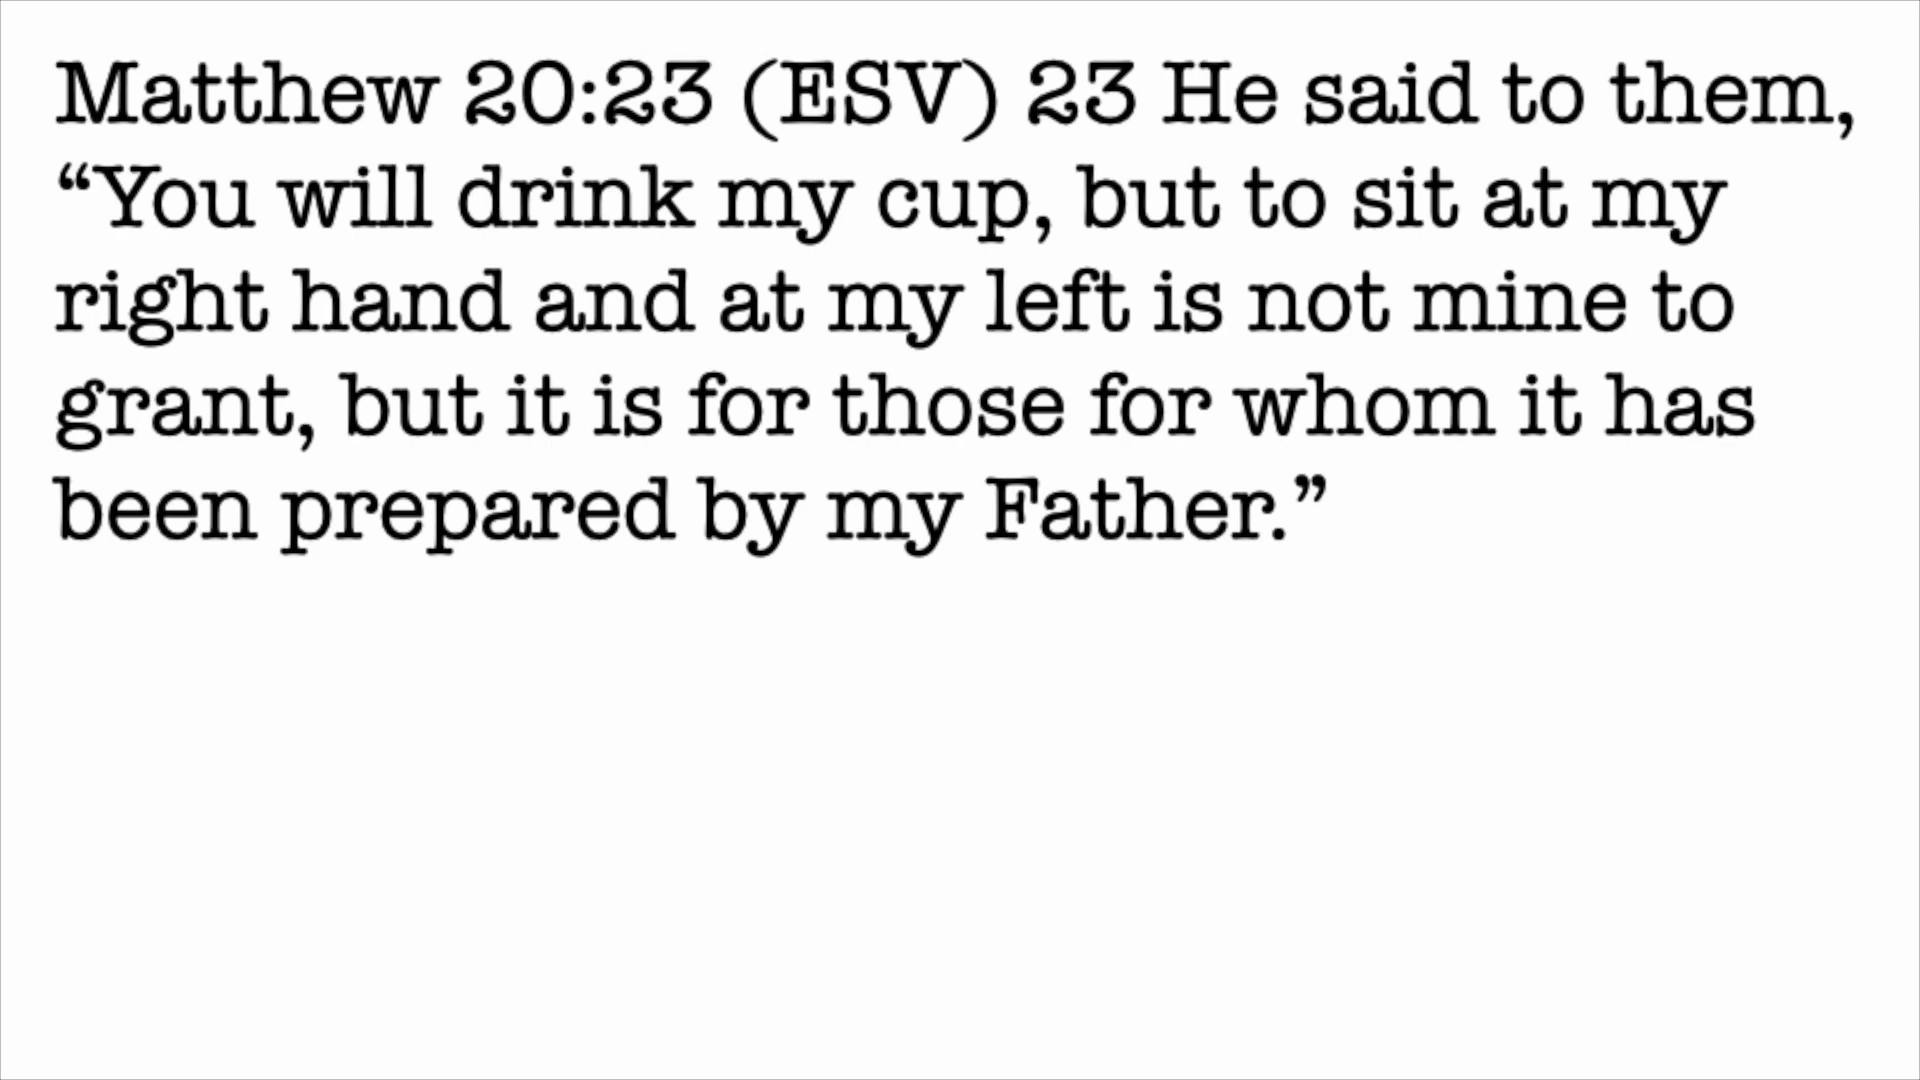 Matthew 20:23 (ESV) 23 He said to them,
“You will drink my cup, but to sit at my
right hand and at my left is not mine to
grant, but it is for those for whom it has
been prepared by my Father.”